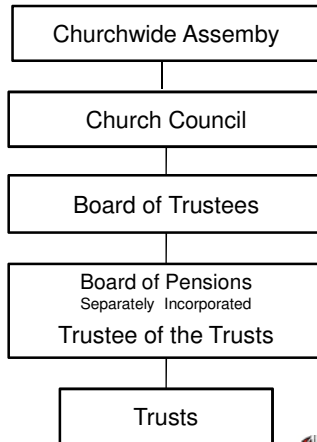 Churchwide Assemby
Church Council
Board of Trustees
Board of Pensions
Separately Incorporated
Trustee of the Trusts
Trusts